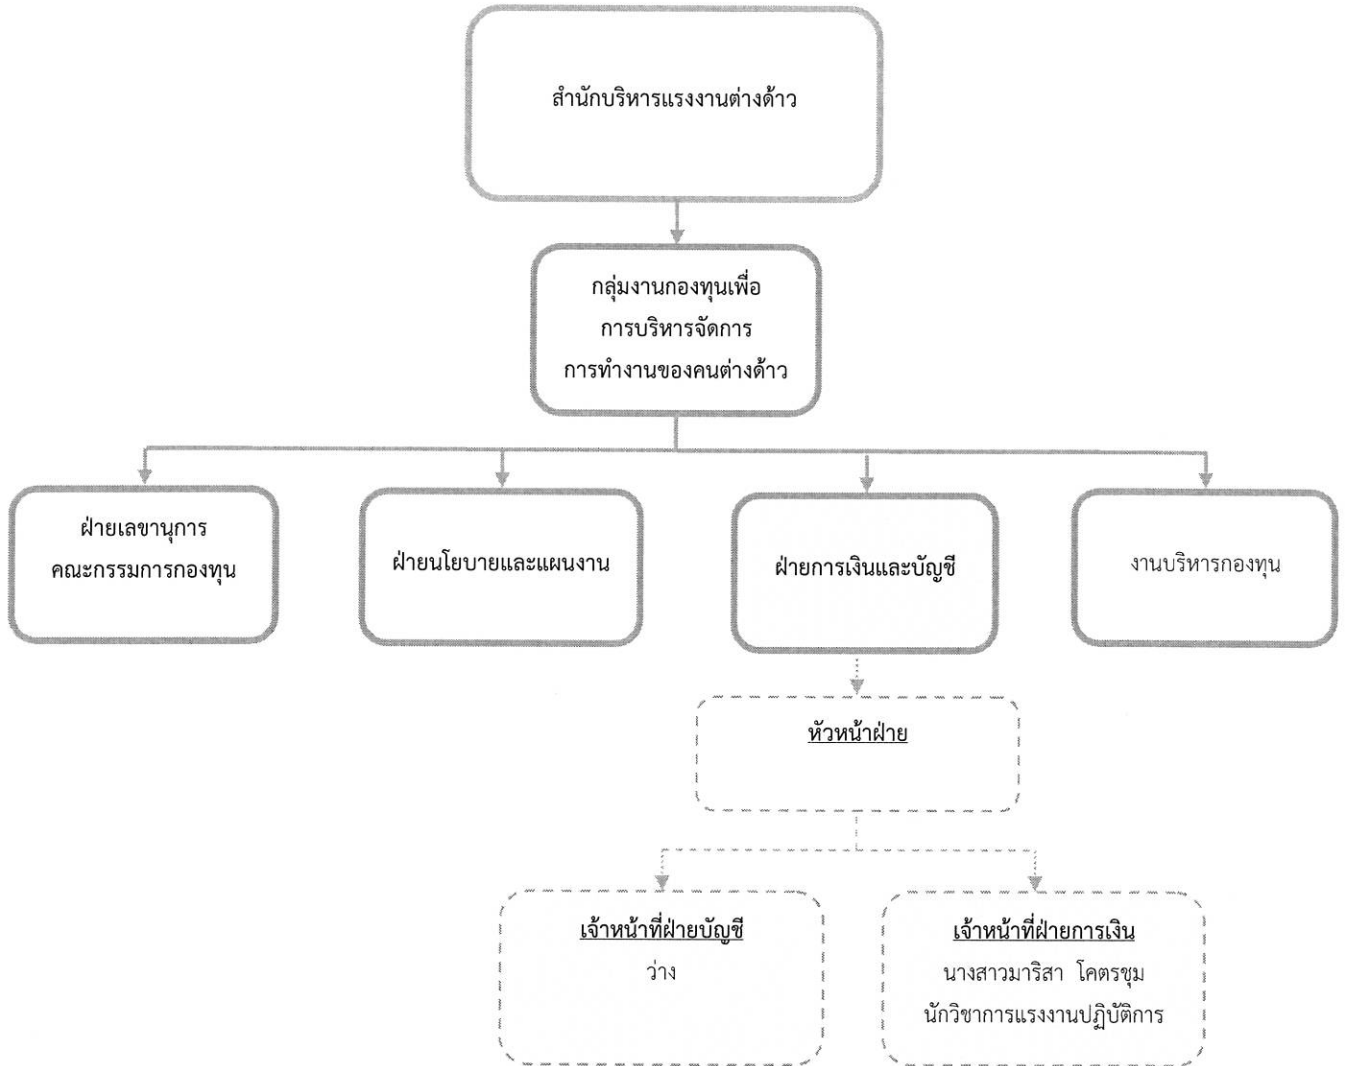 สำนักบริหารแรงงานต่างด้าว
กลุ่มงานกองทุนเพื่อ
การบริหารจัดการ
การทำงานของคนต่างด้าว
ฝ่ายเลขานุการ
คณะกรรมการกองทุน
ฝ่ายนโยบายและแผนงาน
ฝ่ายการเงินและบัญชี
งานบริหารกองทุน
หัวหน้าฝ่าย
เจ้าหน้าที่ฝ่ายบัญชี
ว่าง
เจ้าหน้าที่ฝ่ายการเงิน
นางสาวมาริสา โคตรชุม
นักวิชาการแรงงานปฏิบัติการ